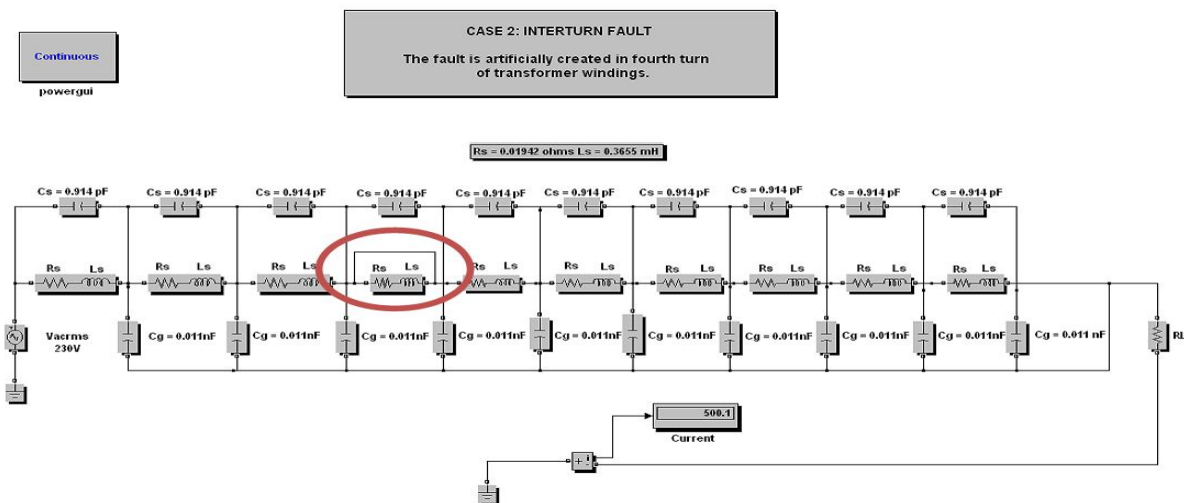 CASE 2: INTERTURN FAULT
The fault is artificially created in fourth turn
of transformer windings.
Continuous
powergui
Rs = 0.01942 ohms Ls = 0.3655 mH
Cs = 0.914 pF Cs = 0.914 pF Cs = 0.914 pF Cs = 0.914 pF Cs = 0.914 pF Cs = 0.914 pF Cs = 0.914 pF Cs = 0.914 pF Cs = 0.914 pF Cs = 0.914 pF
Rs Ls Rs Ls Rs Ls Rs Ls Rs Ls Rs Ls Rs Ls Rs Ls Rs Ls Rs Ls
Vacrms
230V
Cg = 0.011nF Cg = 0.011nF Cg = 0.011nF Cg = 0.011nF Cg = 0.011nF Cg = 0.011nF Cg = 0.011nF Cg = 0.011nF Cg = 0.011nF Cg = 0.011 nF
RL
500.1
Current
+ i
-